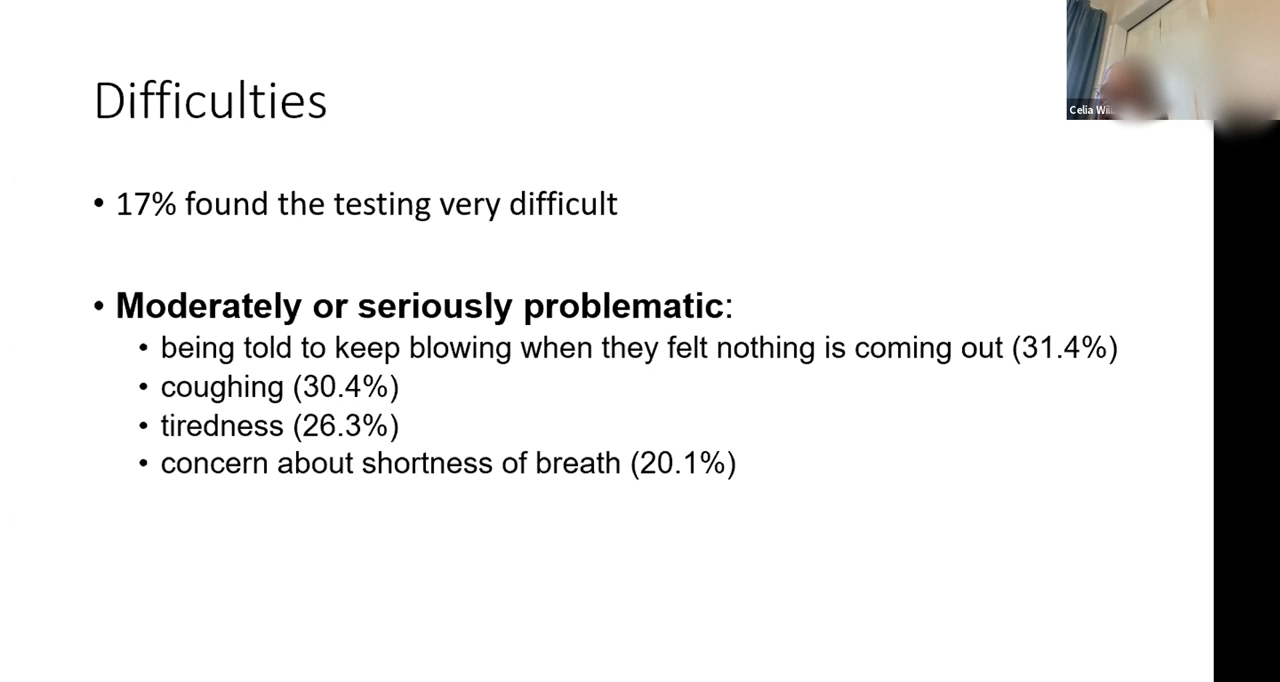 Celia
Difficulties
• 17% found the testing very difficult
• Moderately or seriously problematic:
• being told to keep blowing when they felt nothing is coming out (31.4%)
• coughing (30.4%)
• tiredness (26.3%)
• concern about shortness of breath (20.1%)